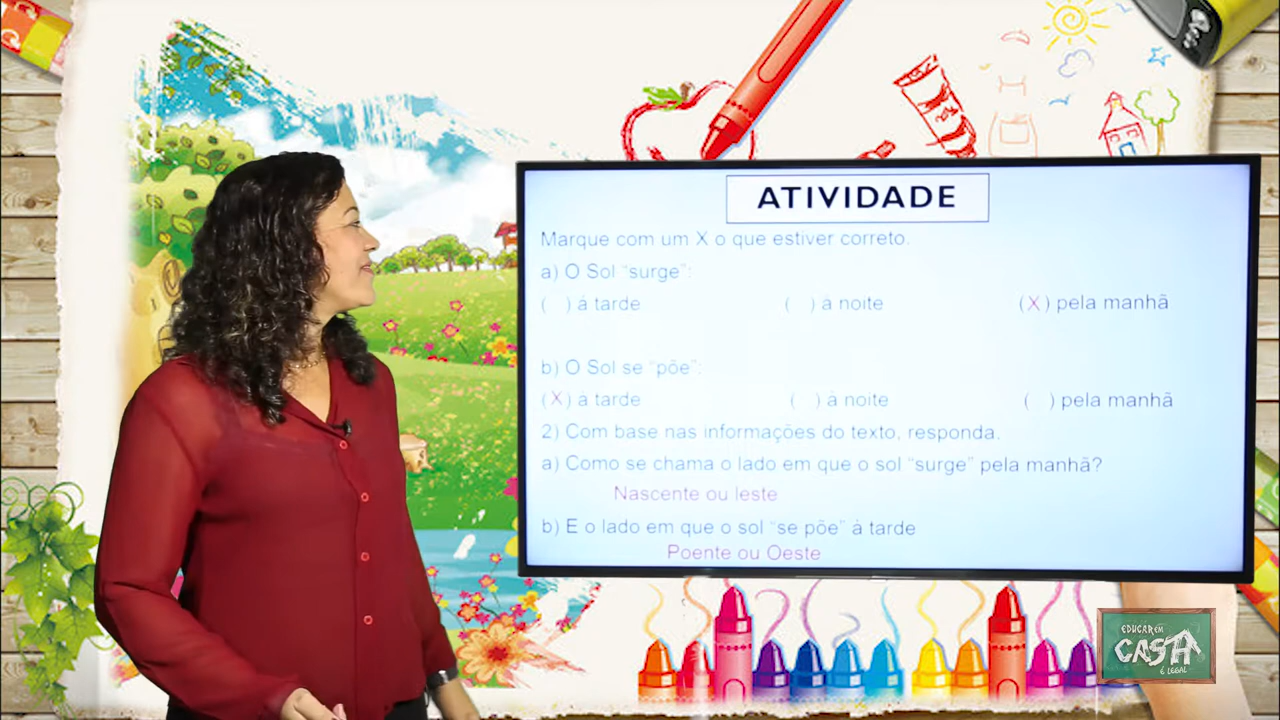 ATIVIDADE
Marque com um X o que estiver correto.
a) O Sol "surge":
( ) à tarde ( ) à noite (X) pela manhã
b) O Sol se "põe":
(X) à tarde ( ) à noite ( ) pela manhã
2) Com base nas informações do texto, responda.
a) Como se chama o lado em que o sol "surge" pela manhã?
Nascente ou leste
b) E o lado em que o sol "se põe" à tarde
Poente ou Oeste
EDUCAR EM
CASA
É LEGAL